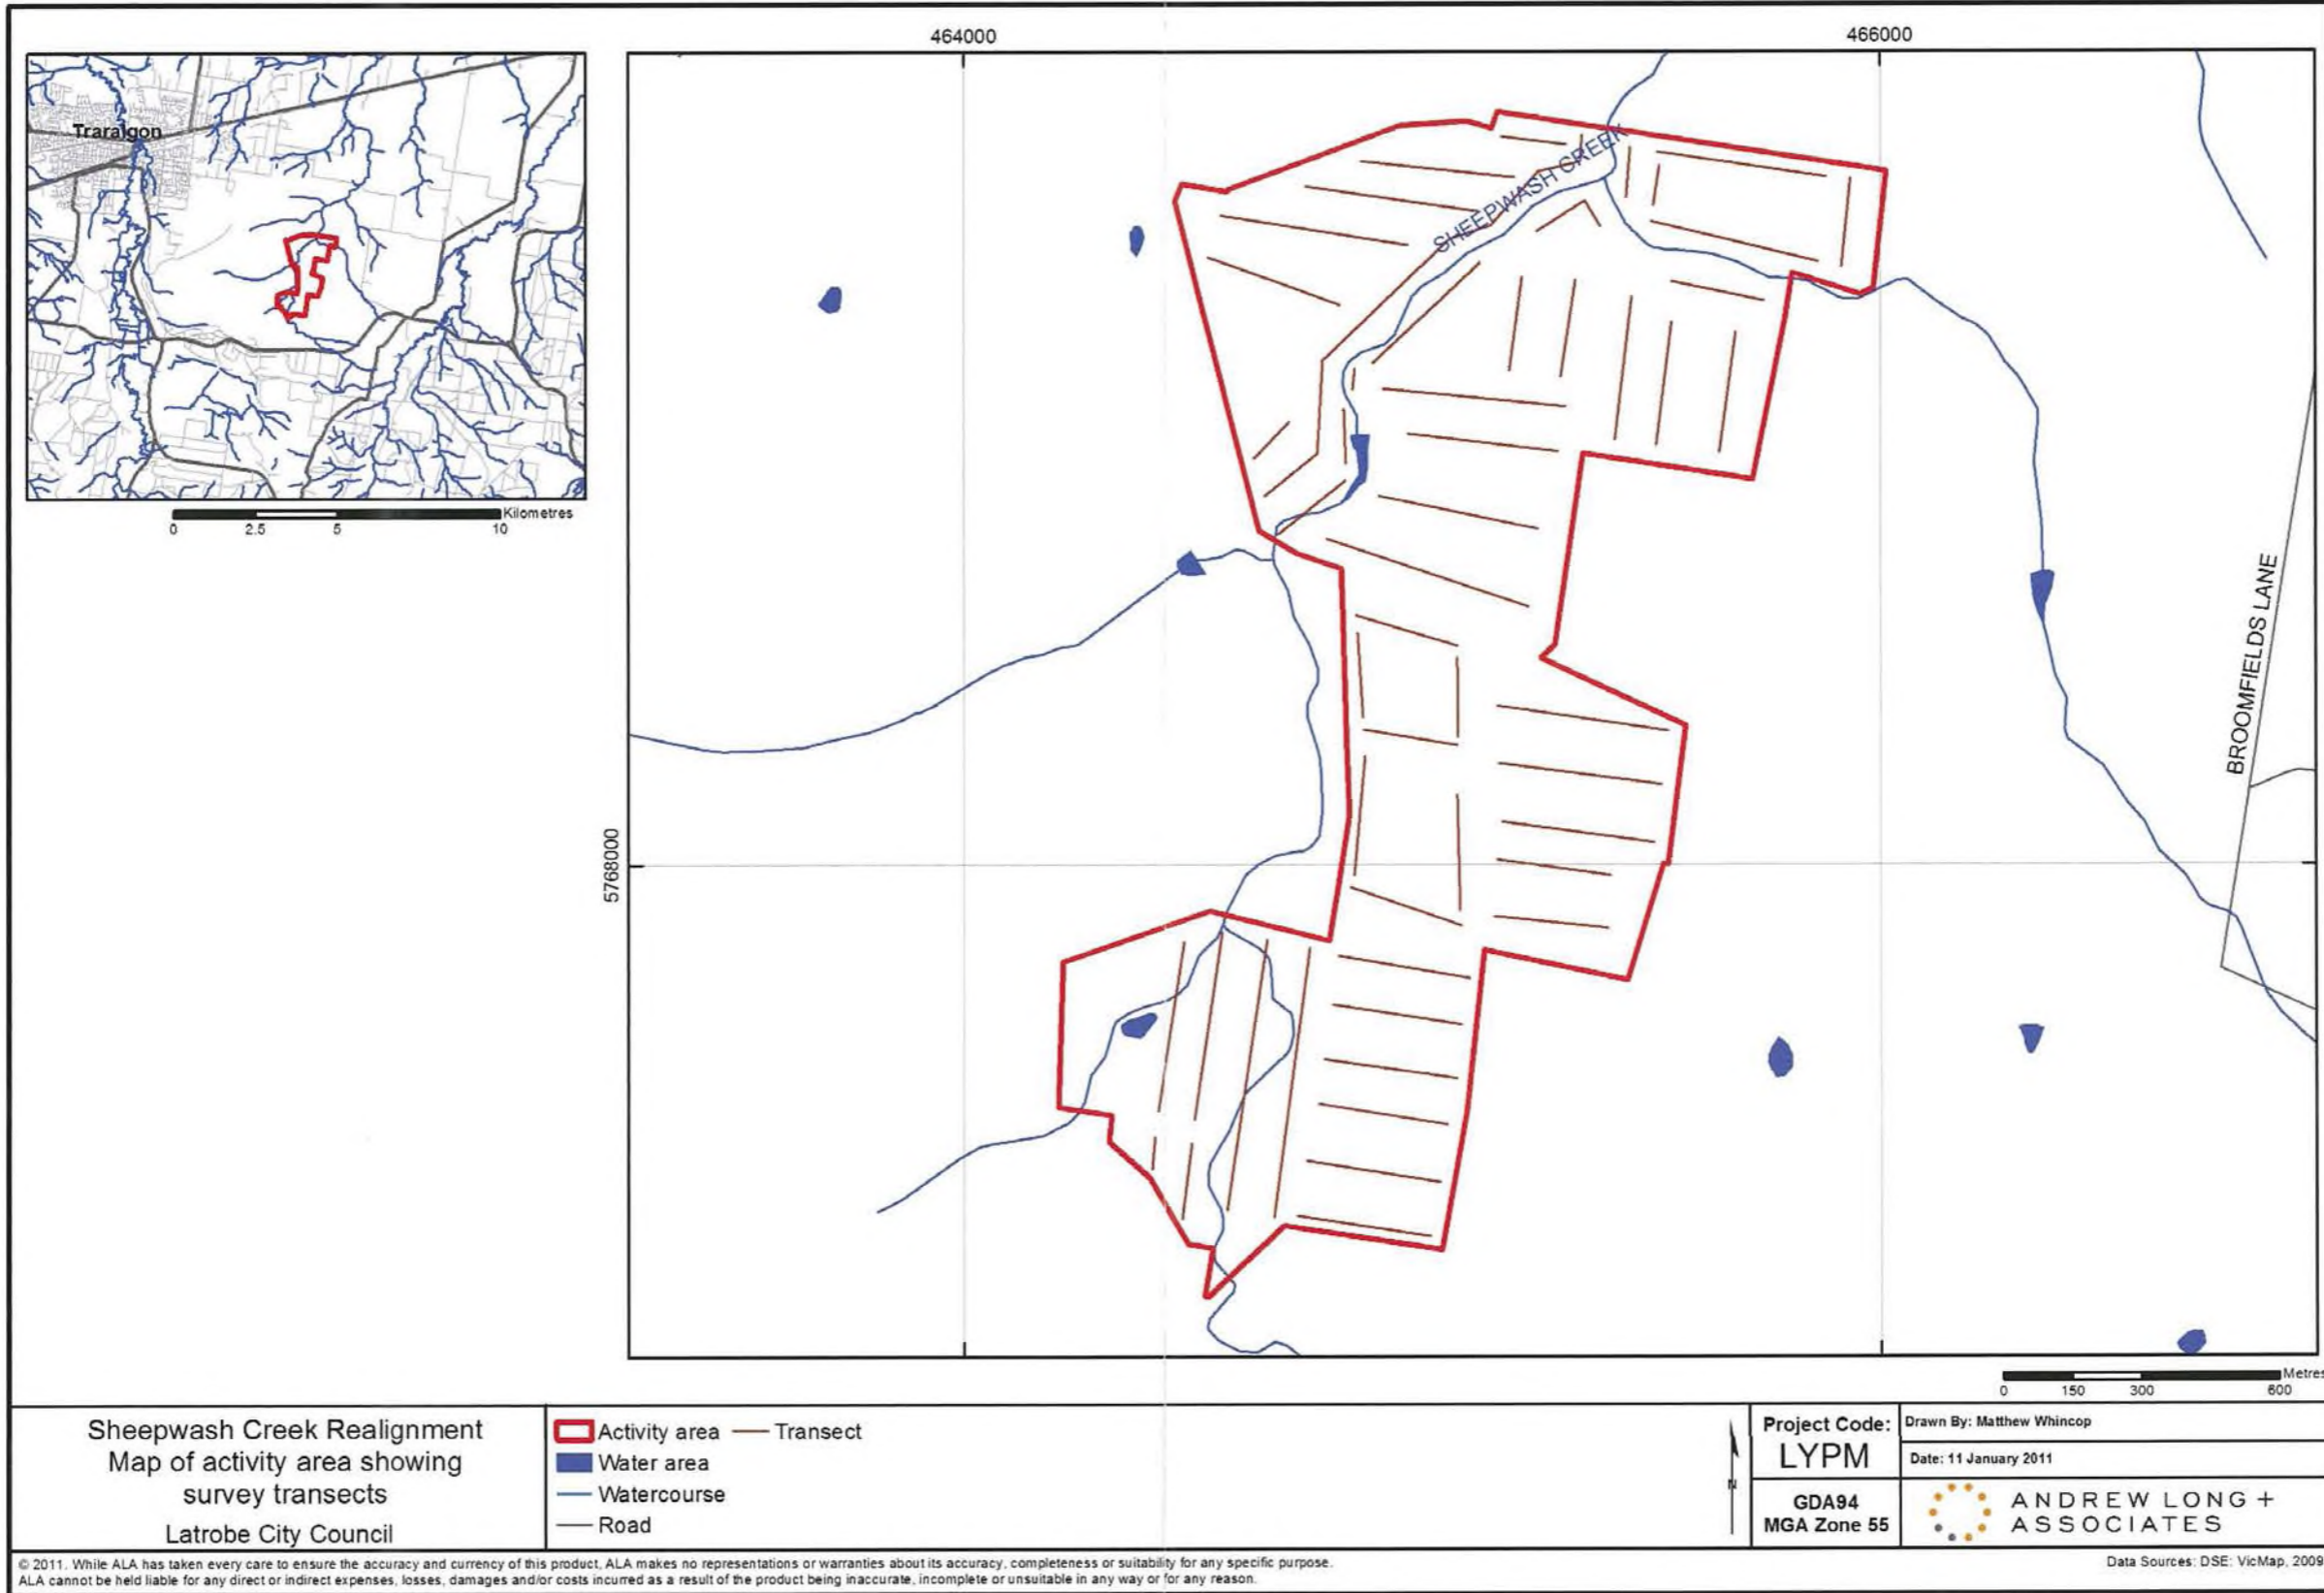 464000
466000
Traralgon
Kilometres
0 2.5 5 10
SHEEPWASH CREEK
BROOMFIELDS LANE
5768000
Metres
0 150 300 600
Sheepwash Creek Realignment
Map of activity area showing
survey transects
Latrobe City Council
Activity area
Transect
Water area
Watercourse
Road
N
Project Code:
LYPM
GDA94
MGA Zone 55
Drawn By: Matthew Whincop
Date: 11 January 2011
ANDREW LONG +
ASSOCIATES
© 2011. While ALA has taken every care to ensure the accuracy and currency of this product, ALA makes no representations or warranties about its accuracy, completeness or suitability for any specific purpose.
ALA cannot be held liable for any direct or indirect expenses, losses, damages and/or costs incurred as a result of the product being inaccurate, incomplete or unsuitable in any way or for any reason.
Data Sources: DSE: VicMap, 2009